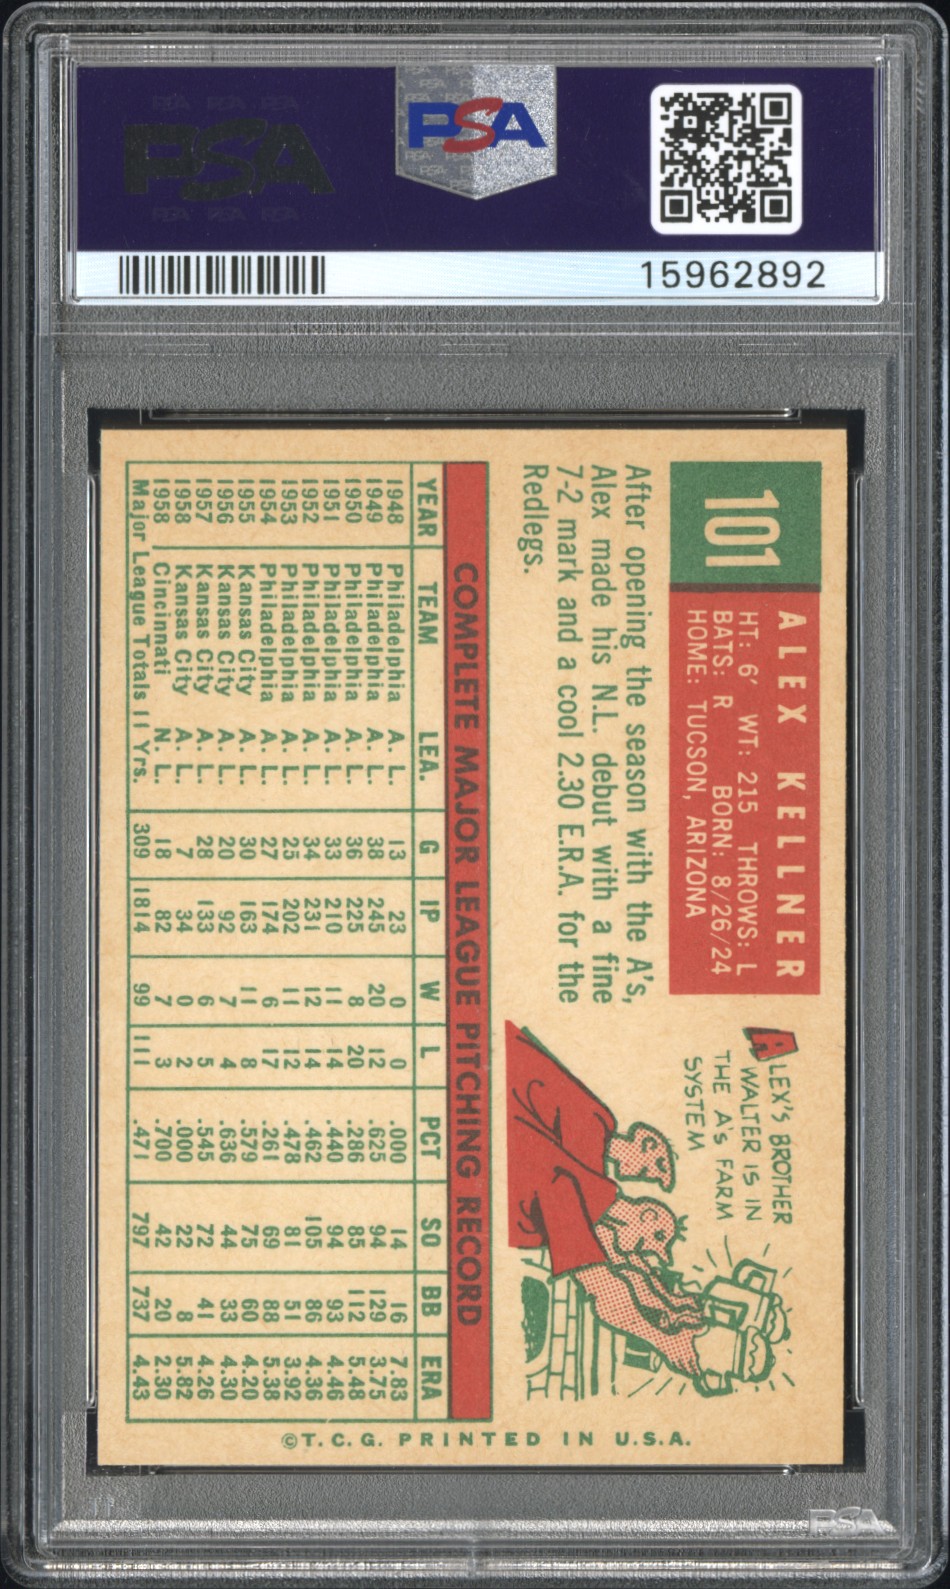 PSA PSA PSA
PSA
PSA PSA PSA
PSA
15962892
101
ALEX KELLNER
HT: 6' WT: 215 THROWS: L
BATS: R BORN: 8/26/24
HOME: TUCSON, ARIZONA
After opening the season with the A's,
Alex made his N.L. debut with a fine
7-2 mark and a cool 2.30 E.R.A. for the
Redlegs.
ALEX'S BROTHER
WALTER IS IN
THE A'S FARM
SYSTEM
COMPLETE MAJOR LEAGUE PITCHING RECORD
YEAR TEAM LEA. G IP W L PCT SO BB ERA
1948 Philadelphia A. L. 13 23 0 0 .000 14 16 7.83
1949 Philadelphia A. L. 38 245 20 12 .625 94 129 3.75
1950 Philadelphia A. L. 36 225 8 20 .286 85 112 5.48
1951 Philadelphia A. L. 33 210 11 14 .440 94 93 4.46
1952 Philadelphia A. L. 34 231 12 14 .462 105 86 4.36
1953 Philadelphia A. L. 25 202 11 12 .478 81 51 3.92
1954 Philadelphia A. L. 27 174 6 17 .261 69 88 5.38
1955 Kansas City A. L. 30 163 11 8 .579 75 60 4.20
1956 Kansas City A. L. 20 92 7 4 .636 44 33 4.30
1957 Kansas City A. L. 28 133 6 5 .545 72 41 4.26
1958 Kansas City A. L. 7 34 0 2 .000 22 8 5.82
1958 Cincinnati N. L. 18 82 7 3 .700 42 20 2.30
Major League Totals 11 Yrs. 309 1814 99 111 .471 797 737 4.43
©T. C. G. PRINTED IN U.S.A.
PSA